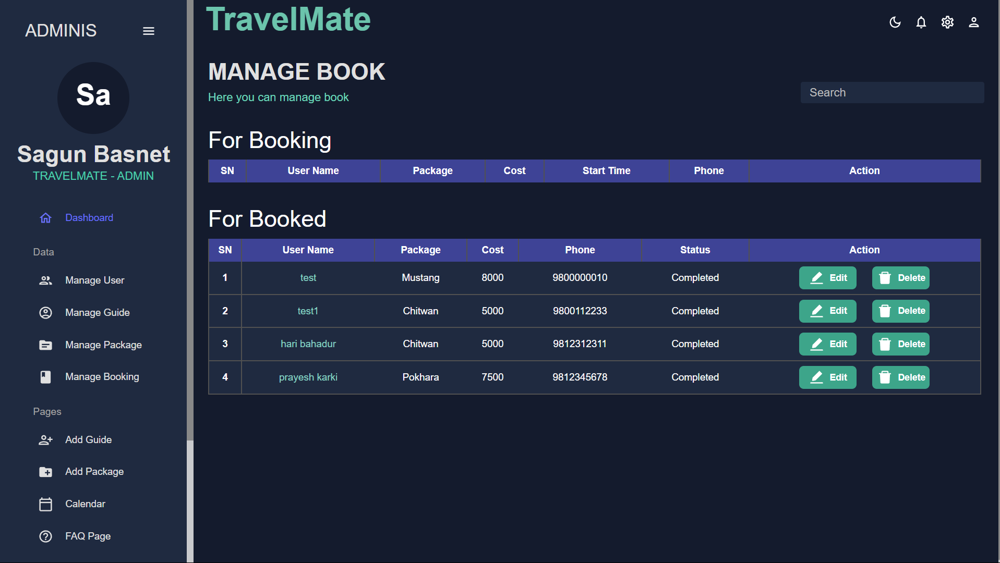 ADMINIS
Sa
Sagun Basnet
TRAVELMATE - ADMIN
Dashboard
Data
Manage User
Manage Guide
Manage Package
Manage Booking
Pages
Add Guide
Add Package
Calendar
FAQ Page
TravelMate
MANAGE BOOK
Here you can manage book
Search
For Booking
SN User Name Package Cost Start Time Phone Action
For Booked
SN User Name Package Cost Phone Status Action
1 test Mustang 8000 9800000010 Completed Edit Delete
2 test1 Chitwan 5000 9800112233 Completed Edit Delete
3 hari bahadur Chitwan 5000 9812312311 Completed Edit Delete
4 prayesh karki Pokhara 7500 9812345678 Completed Edit Delete